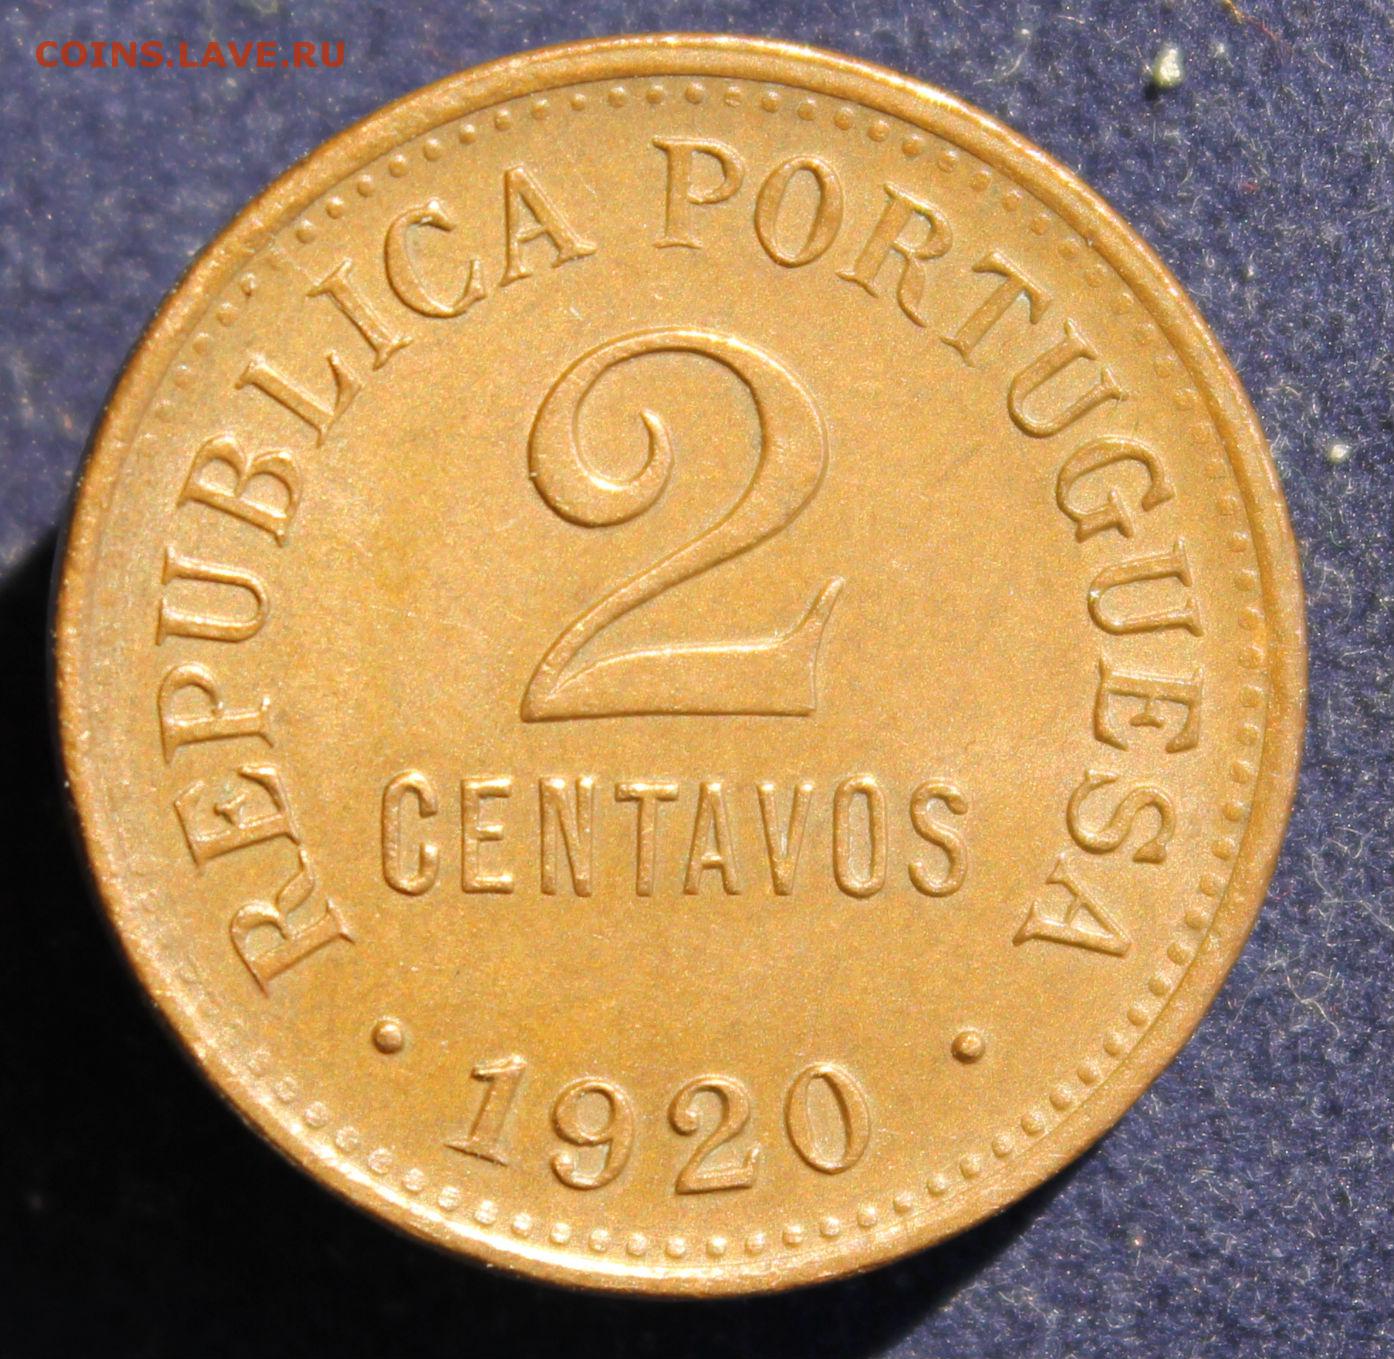 COINS.LAVE.RU
REPUBLICA PORTUGUESA
2
CENTAVOS
• 1920 •